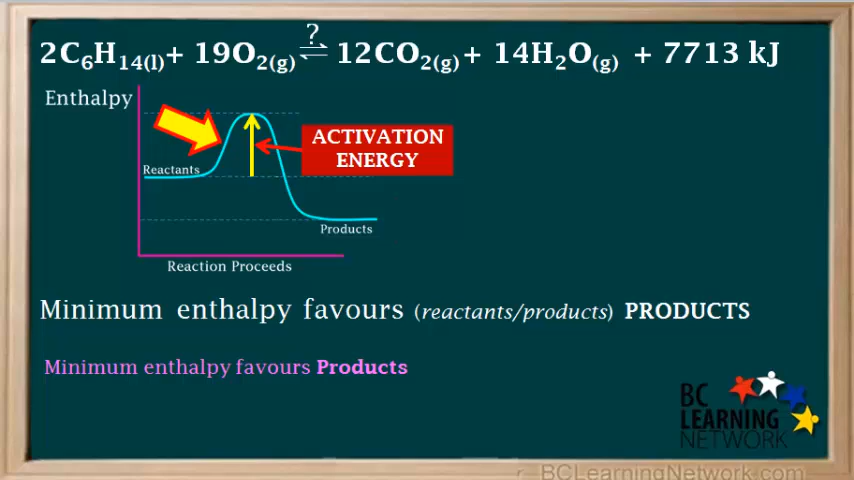 ?
2C₆H₁₄₍ₗ₎+ 19O₂₍g₎ ⇌ 12CO₂₍g₎+ 14H₂O₍g₎ + 7713 kJ
Enthalpy
ACTIVATION
ENERGY
Reactants
Products
Reaction Proceeds
Minimum enthalpy favours (reactants/products) PRODUCTS
Minimum enthalpy favours Products
BC
LEARNING
NETWORK
BCLearningNetwork.com